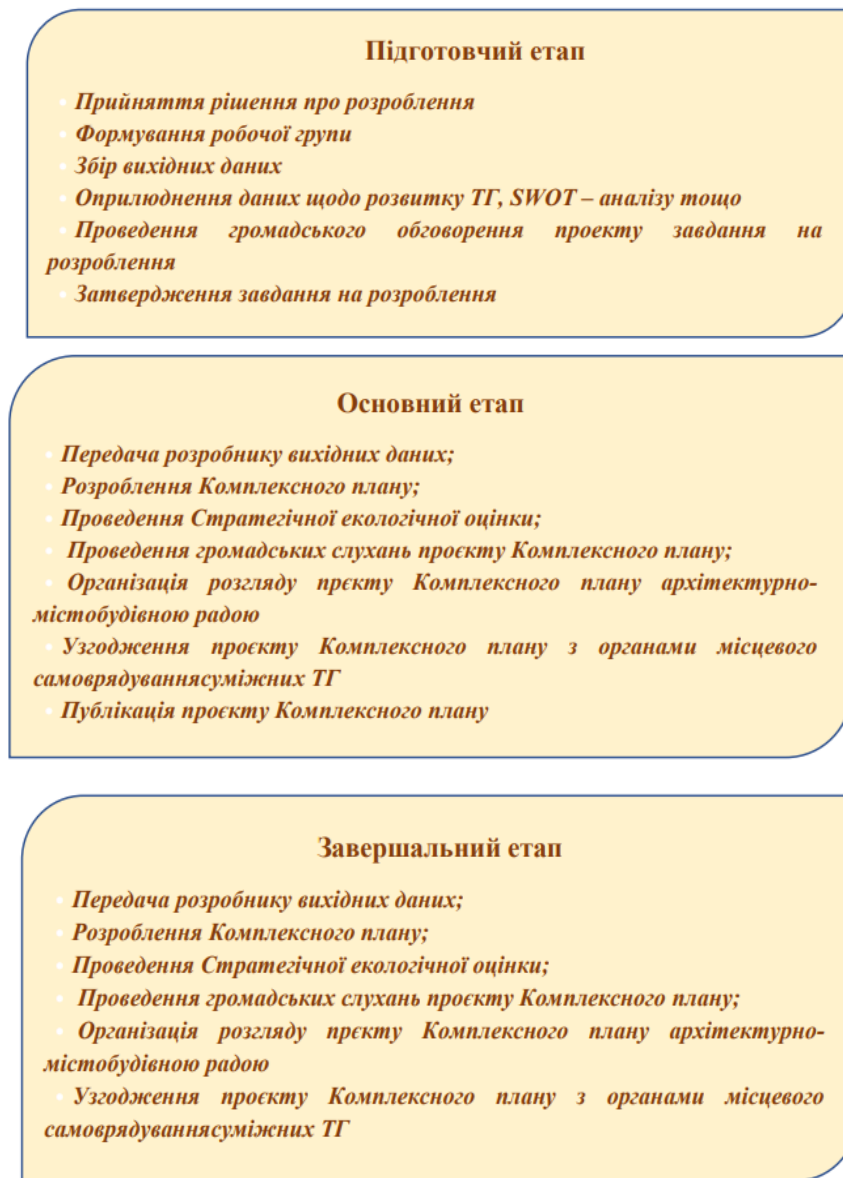 Підготовчий етап
Прийняття рішення про розроблення
Формування робочої групи
Збір вихідних даних
Оприлюднення даних щодо розвитку ТГ, SWOT – аналізу тощо
Проведення громадського обговорення проекту завдання на
розроблення
Затвердження завдання на розроблення
Основний етап
Передача розробнику вихідних даних;
Розроблення Комплексного плану;
Проведення Стратегічної екологічної оцінки;
Проведення громадських слухань проєкту Комплексного плану;
Організація розгляду прєкту Комплексного плану архітектурно-
містобудівною радою
Узгодження проєкту Комплексного плану з органами місцевого
самоврядуваннясуміжних ТГ
Публікація проєкту Комплексного плану
Завершальний етап
Передача розробнику вихідних даних;
Розроблення Комплексного плану;
Проведення Стратегічної екологічної оцінки;
Проведення громадських слухань проєкту Комплексного плану;
Організація розгляду прєкту Комплексного плану архітектурно-
містобудівною радою
Узгодження проєкту Комплексного плану з органами місцевого
самоврядуваннясуміжних ТГ